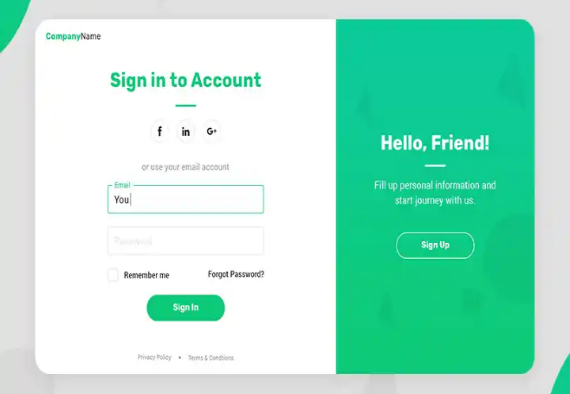 CompanyName
Sign in to Account
f
in
G+
or use your email account
Email
You
Password
Remember me
Forgot Password?
Sign In
Privacy Policy • Terms & Conditions
Hello, Friend!
Fill up personal information and
start journey with us.
Sign Up